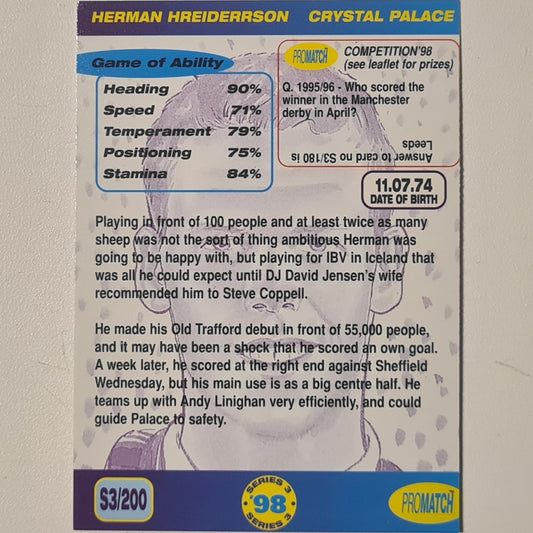 HERMAN HREIDERRSON CRYSTAL PALACE
Game of Ability
Heading 90%
Speed 71%
Temperament 79%
Positioning 75%
Stamina 84%
PROMATCH
COMPETITION'98
(see leaflet for prizes)
Q. 1995/96 - Who scored the
winner in the Manchester
derby in April?
Answer to card no S3/180 is
Leeds
11.07.74
DATE OF BIRTH
Playing in front of 100 people and at least twice as many
sheep was not the sort of thing ambitious Herman was
going to be happy with, but playing for IBV in Iceland that
was all he could expect until DJ David Jensen's wife
recommended him to Steve Coppell.
He made his Old Trafford debut in front of 55,000 people,
and it may have been a shock that he scored an own goal.
A week later, he scored at the right end against Sheffield
Wednesday, but his main use is as a big centre half. He
teams up with Andy Linighan very efficiently, and could
guide Palace to safety.
S3/200
SERIES 3
'98
SERIES 3
PROMATCH